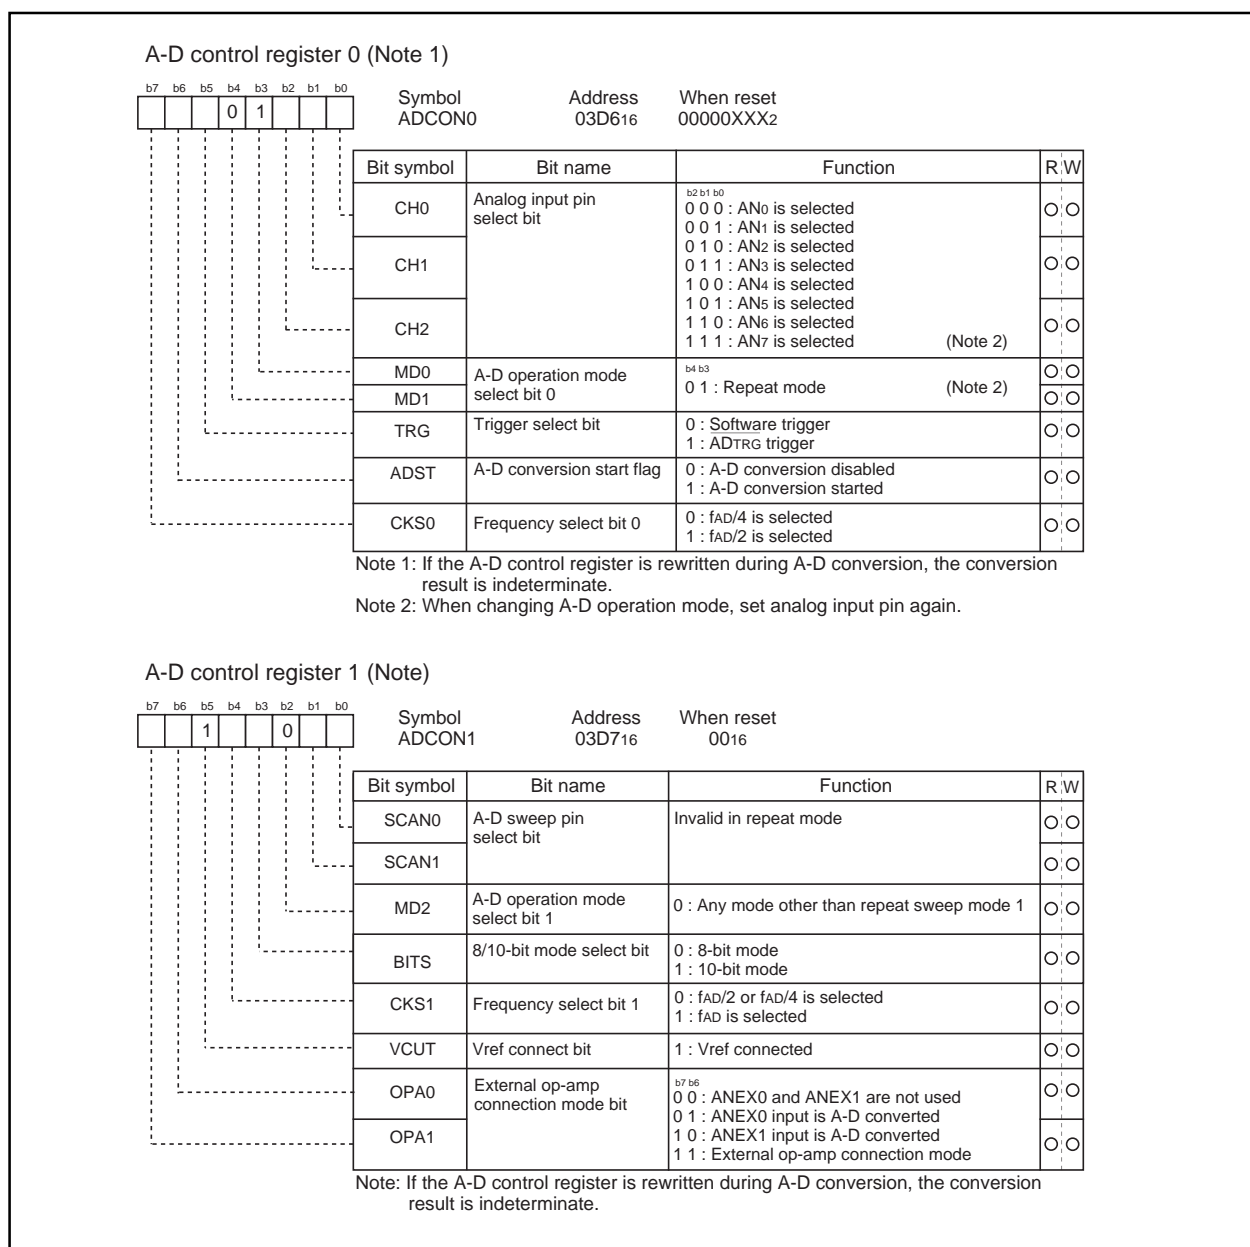 A-D control register 0 (Note 1)
b7 b6 b5 b4 b3 b2 b1 b0
0 1
Symbol Address When reset
ADCON0 03D616 00000XXX2
Bit symbol Bit name Function R W
CH0 Analog input pin select bit
b2 b1 b0
0 0 0 : AN0 is selected
0 0 1 : AN1 is selected
0 1 0 : AN2 is selected
CH1
0 1 1 : AN3 is selected
1 0 0 : AN4 is selected
1 0 1 : AN5 is selected
CH2
1 1 0 : AN6 is selected
1 1 1 : AN7 is selected (Note 2)
MD0 A-D operation mode select bit 0
b4 b3
0 1 : Repeat mode (Note 2)
MD1
TRG Trigger select bit 0 : Software trigger
1 : ADTRG trigger
ADST A-D conversion start flag 0 : A-D conversion disabled
1 : A-D conversion started
CKS0 Frequency select bit 0 0 : fAD/4 is selected
1 : fAD/2 is selected
Note 1: If the A-D control register is rewritten during A-D conversion, the conversion
result is indeterminate.
Note 2: When changing A-D operation mode, set analog input pin again.
A-D control register 1 (Note)
b7 b6 b5 b4 b3 b2 b1 b0
1 0
Symbol Address When reset
ADCON1 03D716 0016
Bit symbol Bit name Function R W
SCAN0 A-D sweep pin select bit Invalid in repeat mode
SCAN1
MD2 A-D operation mode select bit 1 0 : Any mode other than repeat sweep mode 1
BITS 8/10-bit mode select bit 0 : 8-bit mode
1 : 10-bit mode
CKS1 Frequency select bit 1 0 : fAD/2 or fAD/4 is selected
1 : fAD is selected
VCUT Vref connect bit 1 : Vref connected
OPA0 External op-amp connection mode bit
b7 b6
0 0 : ANEX0 and ANEX1 are not used
0 1 : ANEX0 input is A-D converted
OPA1
1 0 : ANEX1 input is A-D converted
1 1 : External op-amp connection mode
Note: If the A-D control register is rewritten during A-D conversion, the conversion
result is indeterminate.